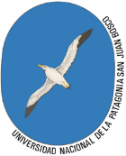 UNIVERSIDAD NACIONAL DE LA PATAGONIA SAN JUAN BOSCO